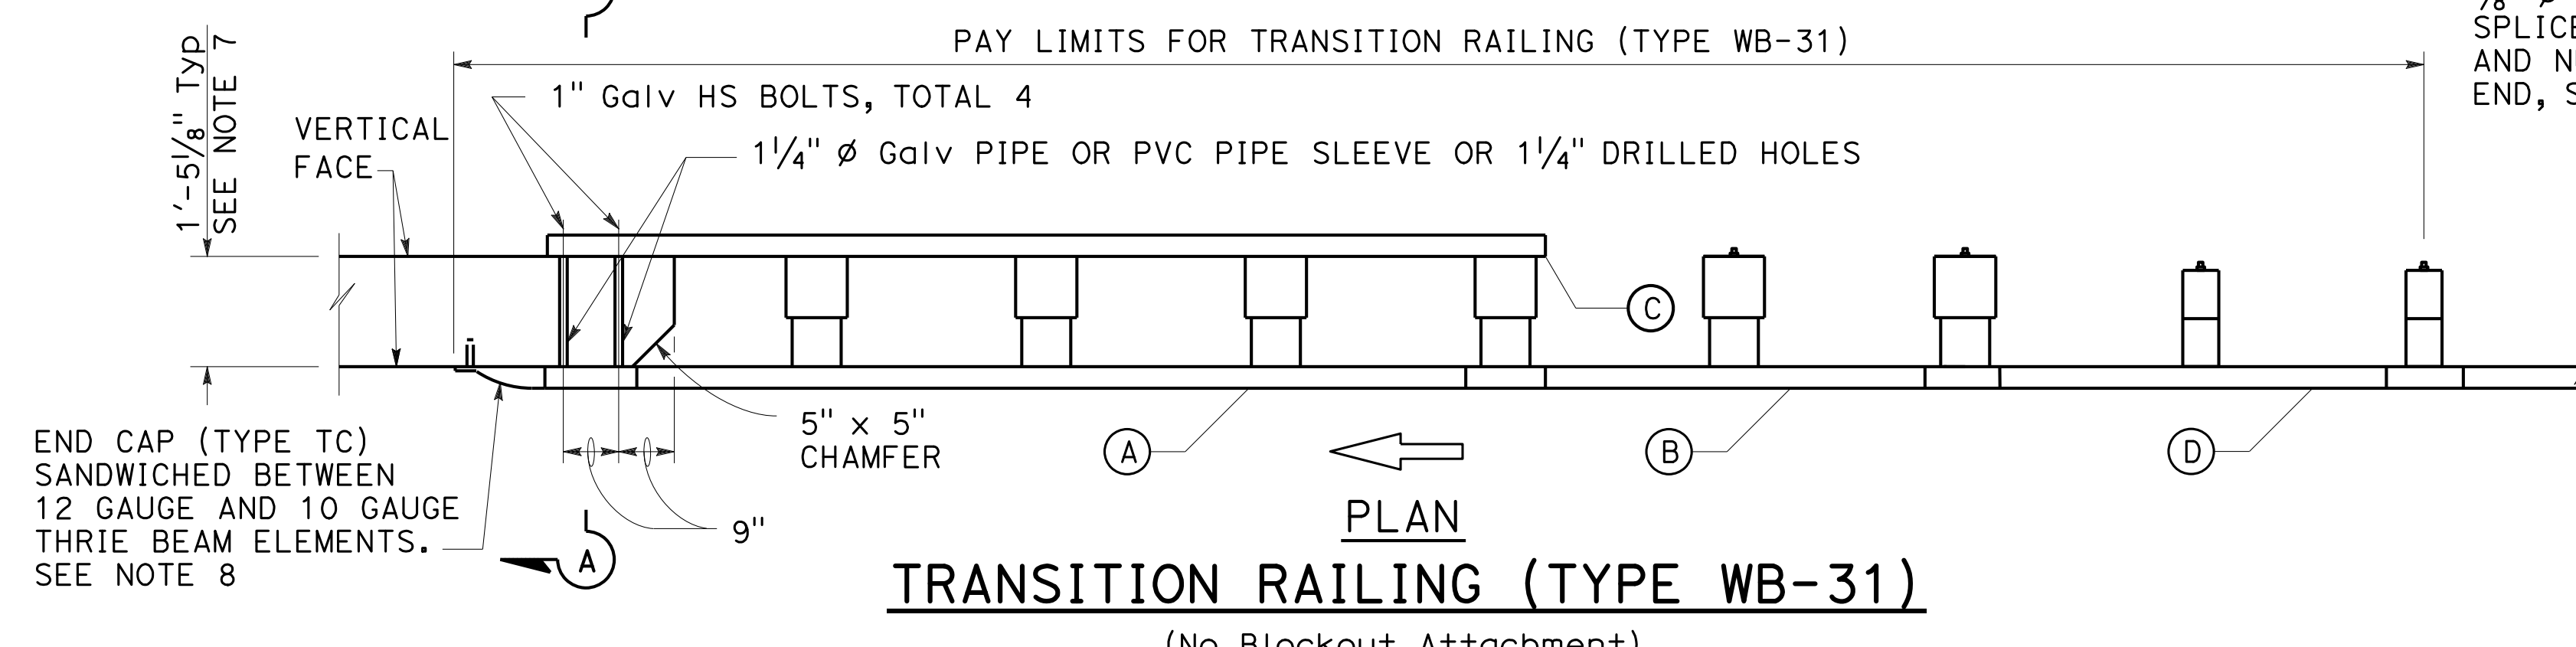 PAY LIMITS FOR TRANSITION RAILING (TYPE WB-31)
1" Galv HS BOLTS, TOTAL 4
1¼" Ø Galv PIPE OR PVC PIPE SLEEVE OR 1¼" DRILLED HOLES
1'-5⅛" Typ
SEE NOTE 7
VERTICAL
FACE
SPLICE
AND
END,
C
5" x 5"
CHAMFER
A
B
D
END CAP (TYPE TC)
SANDWICHED BETWEEN
12 GAUGE AND 10 GAUGE
THRIE BEAM ELEMENTS.
SEE NOTE 8
9"
A
PLAN
TRANSITION RAILING (TYPE WB-31)
(No Blockout Attachment)